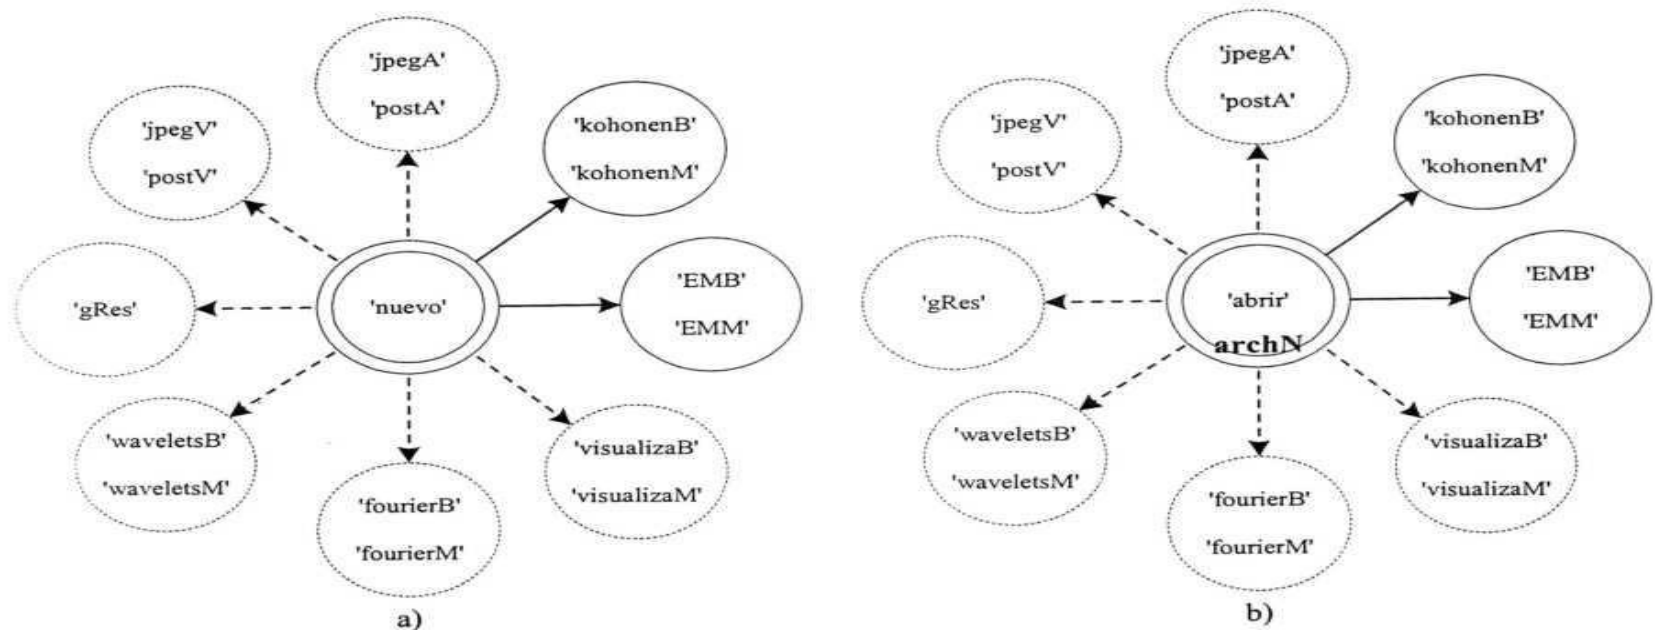 'jpegA'
'postA'
'jpegV'
'postV'
'kohonenB'
'kohonenM'
'gRes'
'nuevo'
'EMB'
'EMM'
'waveletsB'
'waveletsM'
'fourierB'
'fourierM'
'visualizaB'
'visualizaM'
a)
'jpegA'
'postA'
'jpegV'
'postV'
'kohonenB'
'kohonenM'
'gRes'
'abrir'
archN
'EMB'
'EMM'
'waveletsB'
'waveletsM'
'fourierB'
'fourierM'
'visualizaB'
'visualizaM'
b)